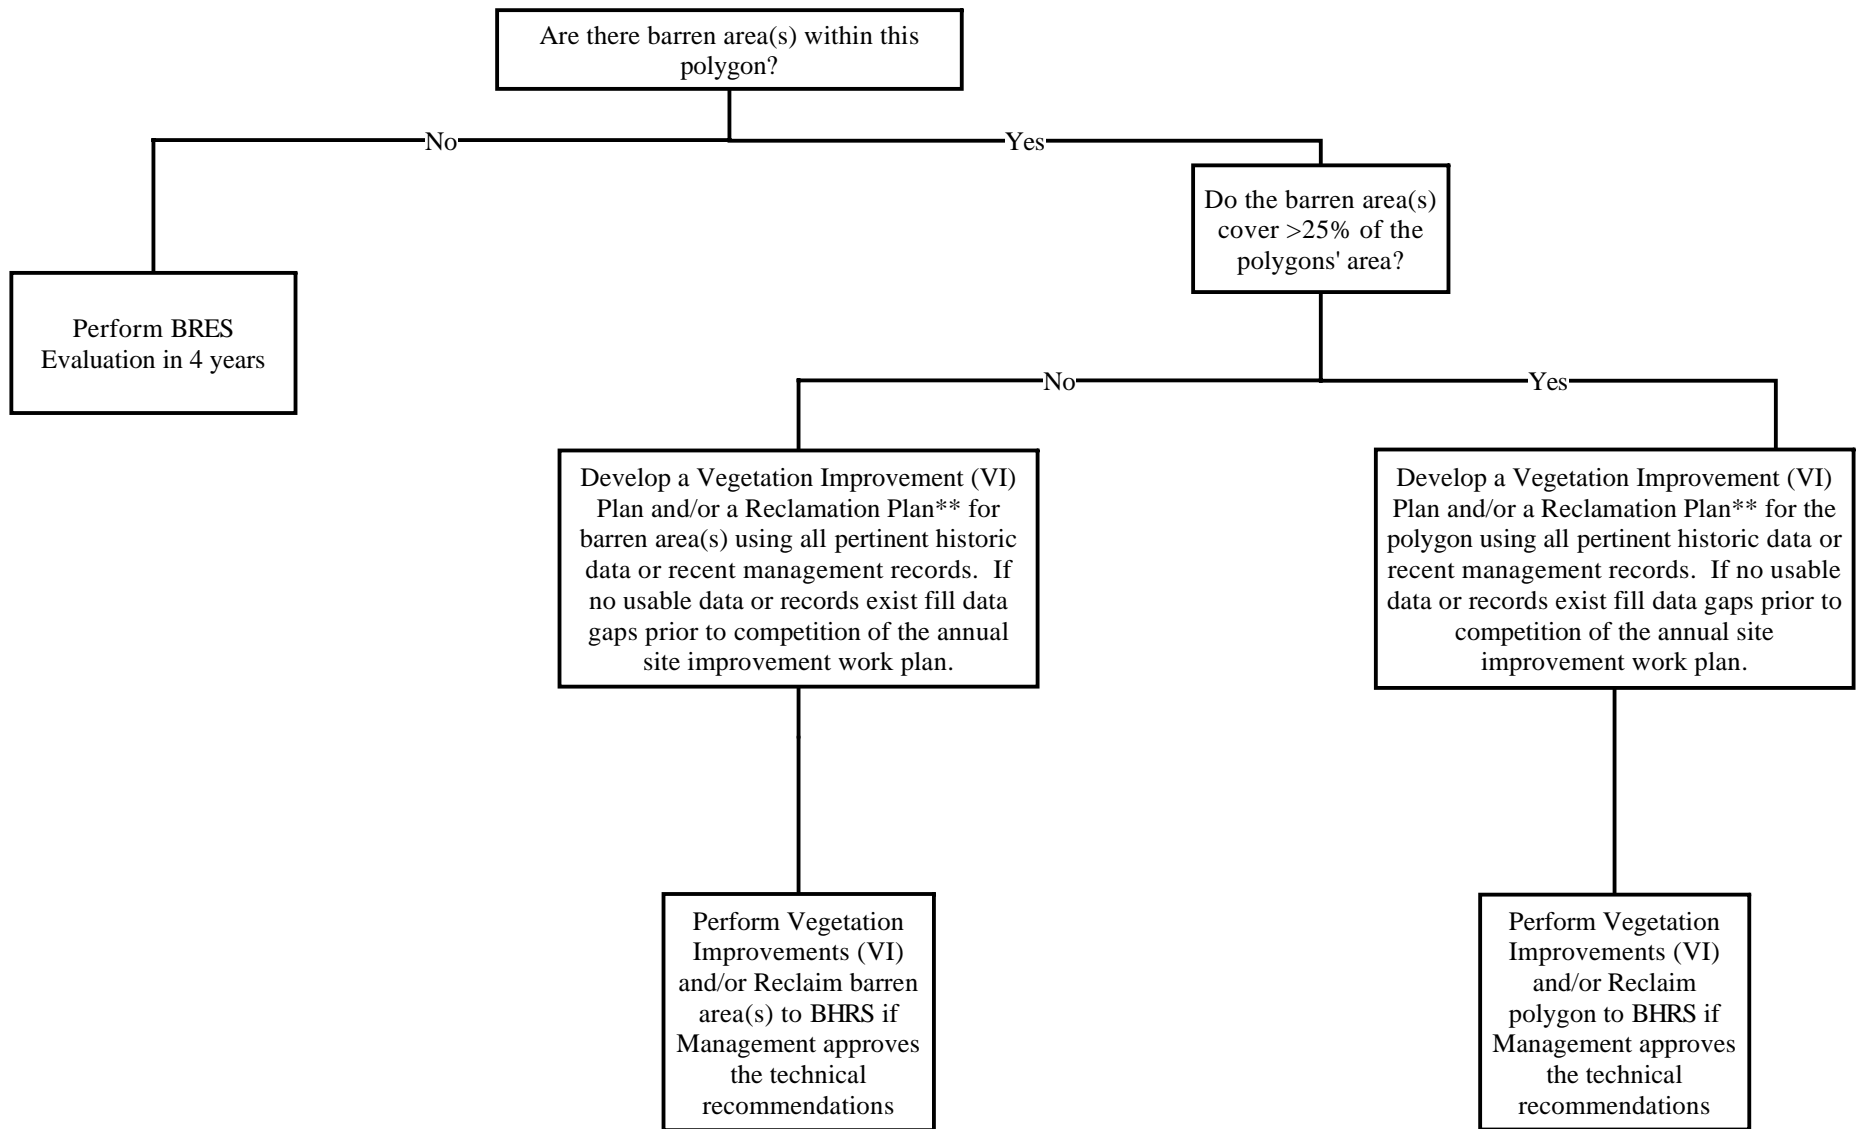 Are there barren area(s) within this
polygon?
No
Yes
Do the barren area(s)
cover >25% of the
polygons' area?
Perform BRES
Evaluation in 4 years
No
Yes
Develop a Vegetation Improvement (VI)
Plan and/or a Reclamation Plan** for
barren area(s) using all pertinent historic
data or recent management records.  If
no usable data or records exist fill data
gaps prior to competition of the annual
site improvement work plan.
Develop a Vegetation Improvement (VI)
Plan and/or a Reclamation Plan** for the
polygon using all pertinent historic data or
recent management records.  If no usable
data or records exist fill data gaps prior to
competition of the annual site
improvement work plan.
Perform Vegetation
Improvements (VI)
and/or Reclaim barren
area(s) to BHRS if
Management approves
the technical
recommendations
Perform Vegetation
Improvements (VI)
and/or Reclaim
polygon to BHRS if
Management approves
the technical
recommendations